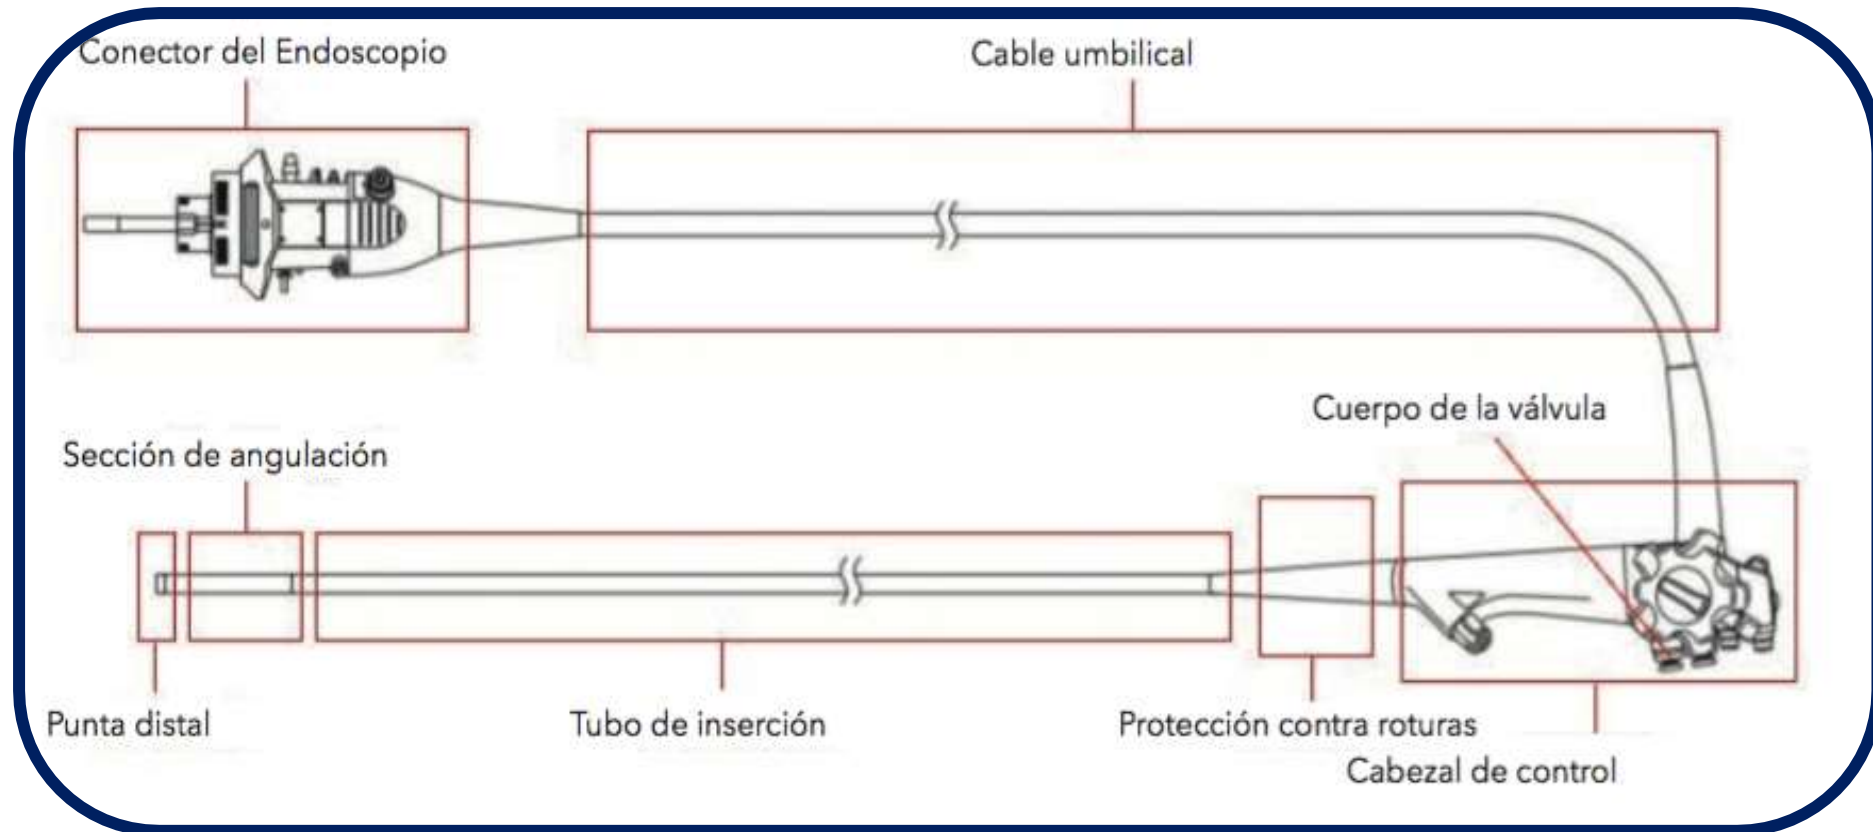 Conector del Endoscopio
Cable umbilical
Cuerpo de la válvula
Sección de angulación
Punta distal
Tubo de inserción
Protección contra roturas
Cabezal de control